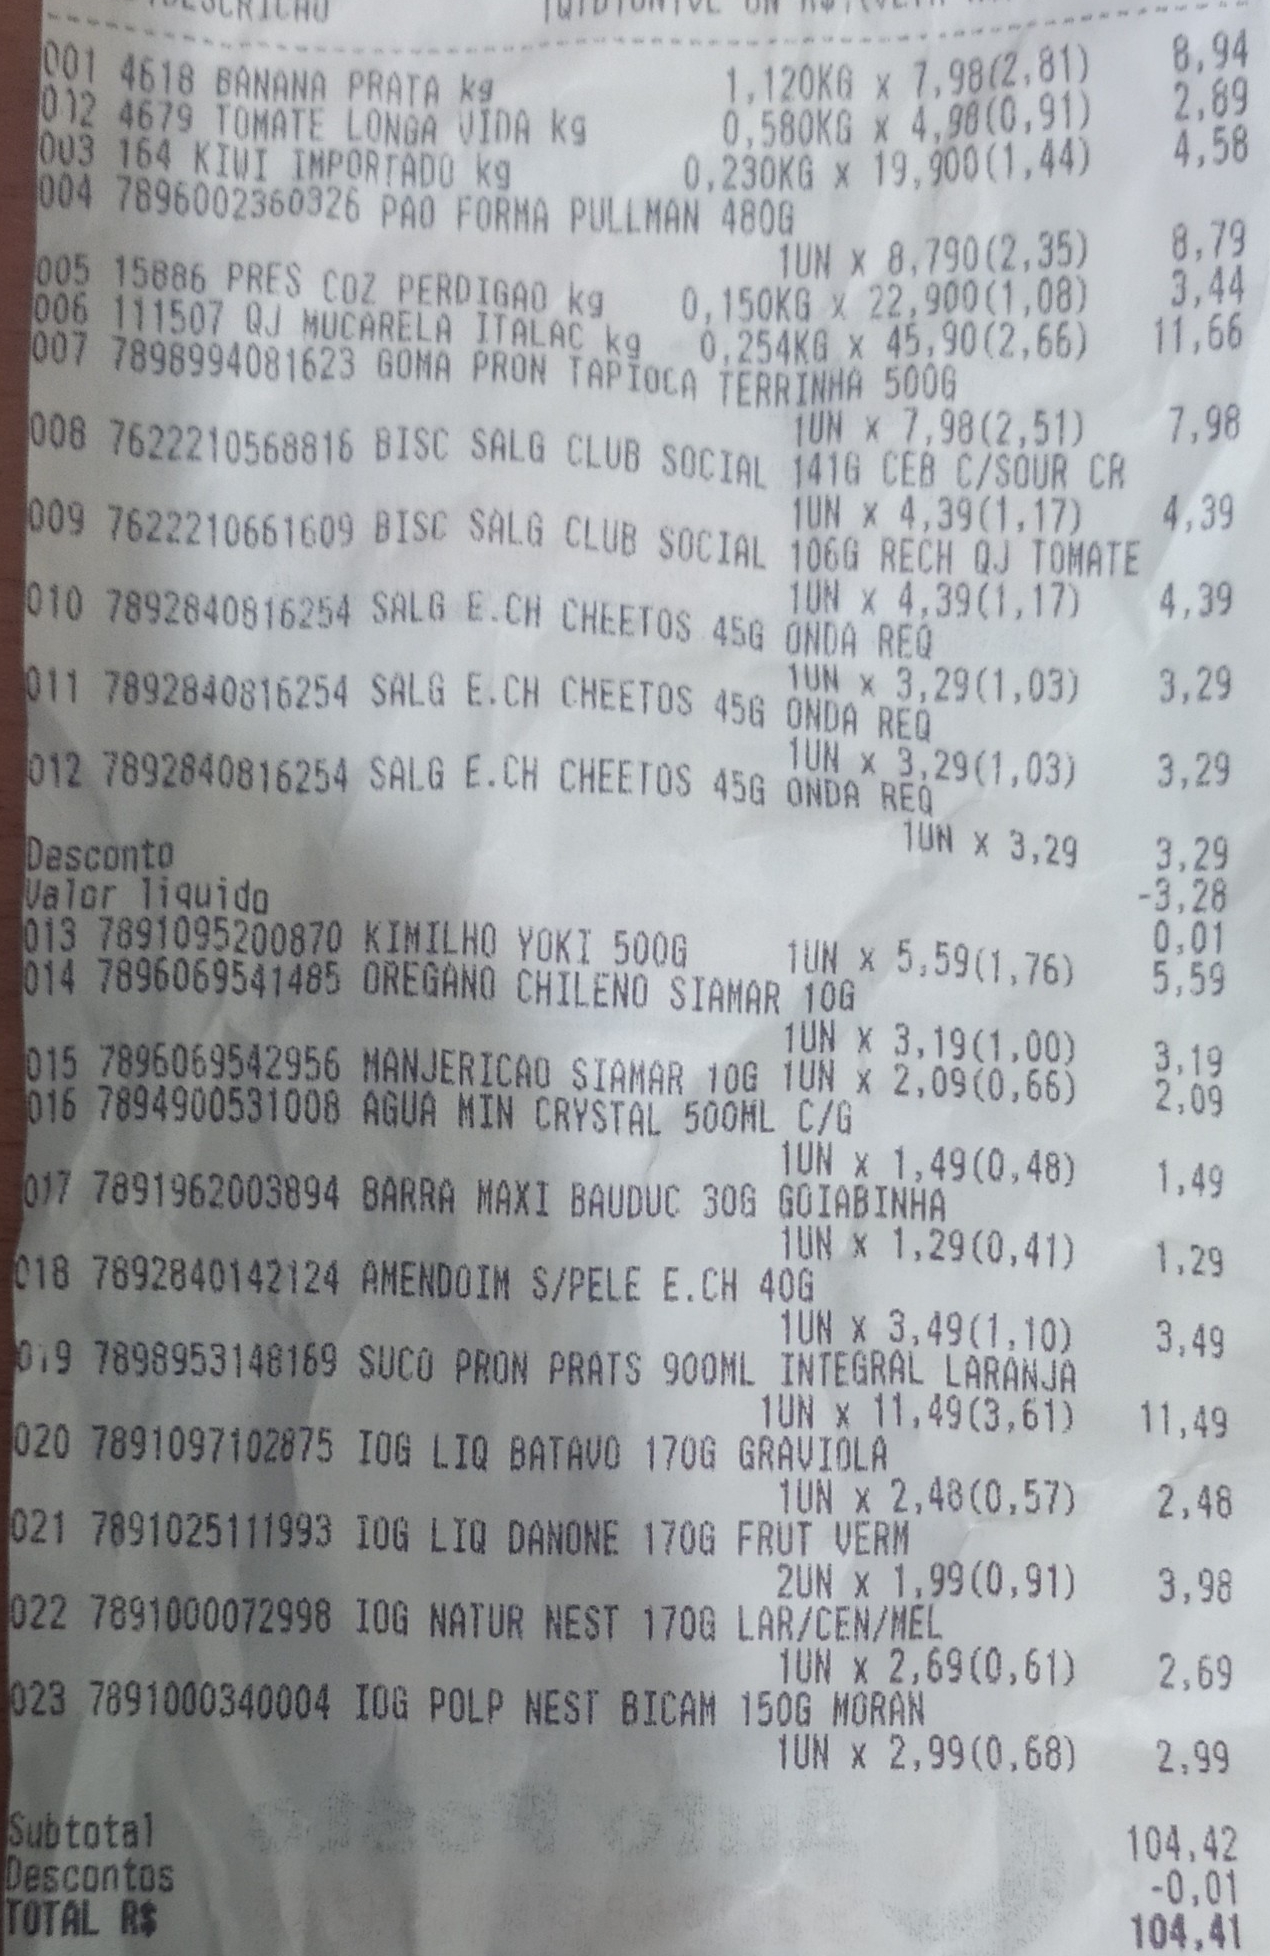 001 4618 BANANA PRATA kg 1,120KG x 7,98(2,81) 8,94
012 4679 TOMATE LONGA VIDA kg 0,580KG x 4,98(0,91) 2,89
003 164 KIWI IMPORTADO kg 0,230KG x 19,900(1,44) 4,58
004 7896002360326 PAO FORMA PULLMAN 480G
1UN x 8,790(2,35) 8,79
005 15886 PRES COZ PERDIGAO kg 0,150KG x 22,900(1,08) 3,44
006 111507 QJ MUCARELA ITALAC kg 0,254KG x 45,90(2,66) 11,66
007 7898994081623 GOMA PRON TAPIOCA TERRINHA 500G
1UN x 7,98(2,51) 7,98
008 7622210568816 BISC SALG CLUB SOCIAL 141G CEB C/SOUR CR
1UN x 4,39(1,17) 4,39
009 7622210661609 BISC SALG CLUB SOCIAL 106G RECH QJ TOMATE
1UN x 4,39(1,17) 4,39
010 7892840816254 SALG E.CH CHEETOS 45G ONDA REQ
1UN x 3,29(1,03) 3,29
011 7892840816254 SALG E.CH CHEETOS 45G ONDA REQ
1UN x 3,29(1,03) 3,29
012 7892840816254 SALG E.CH CHEETOS 45G ONDA REQ
1UN x 3,29 3,29
Desconto -3,28
Valor liquido 0,01
013 7891095200870 KIMILHO YOKI 500G 1UN x 5,59(1,76) 5,59
014 7896069541485 OREGANO CHILENO SIAMAR 10G
1UN x 3,19(1,00) 3,19
015 7896069542956 MANJERICAO SIAMAR 10G 1UN x 2,09(0,66) 2,09
016 7894900531008 AGUA MIN CRYSTAL 500ML C/G
1UN x 1,49(0,48) 1,49
017 7891962003894 BARRA MAXI BAUDUC 30G GOIABINHA
1UN x 1,29(0,41) 1,29
018 7892840142124 AMENDOIM S/PELE E.CH 40G
1UN x 3,49(1,10) 3,49
019 7898953148169 SUCO PRON PRATS 900ML INTEGRAL LARANJA
1UN x 11,49(3,61) 11,49
020 7891097102875 IOG LIQ BATAVO 170G GRAVIOLA
1UN x 2,48(0,57) 2,48
021 7891025111993 IOG LIQ DANONE 170G FRUT VERM
2UN x 1,99(0,91) 3,98
022 7891000072998 IOG NATUR NEST 170G LAR/CEN/MEL
1UN x 2,69(0,61) 2,69
023 7891000340004 IOG POLP NEST BICAM 150G MORAN
1UN x 2,99(0,68) 2,99
Subtotal 104,42
Descontos -0,01
TOTAL R$ 104,41